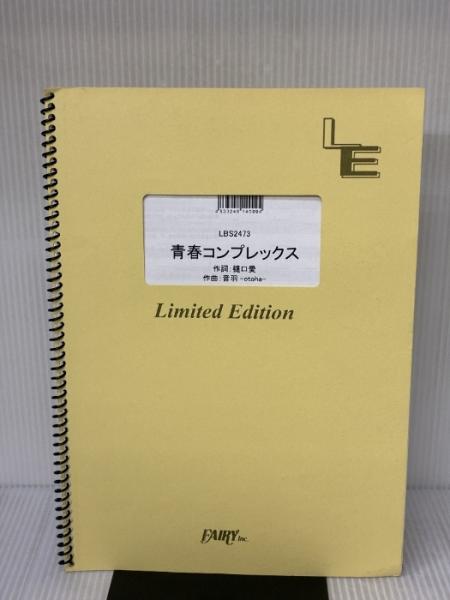 LE
LBS2473
青春コンプレックス
作詞:樋口愛
作曲:音羽-otoha-
Limited Edition
FAIRY Inc.